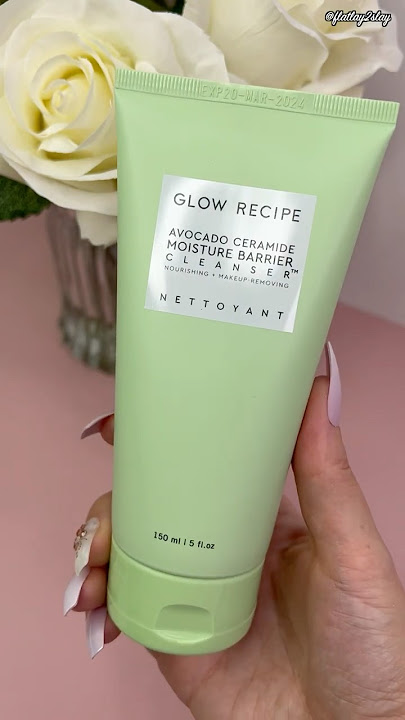 @flatlay2slay
EXP20-MAR-2024
GLOW RECIPE
AVOCADO CERAMIDE
MOISTURE BARRIER
CLEANSER™
NOURISHING + MAKEUP-REMOVING
NETTOYANT
150 ml | 5 fl.oz